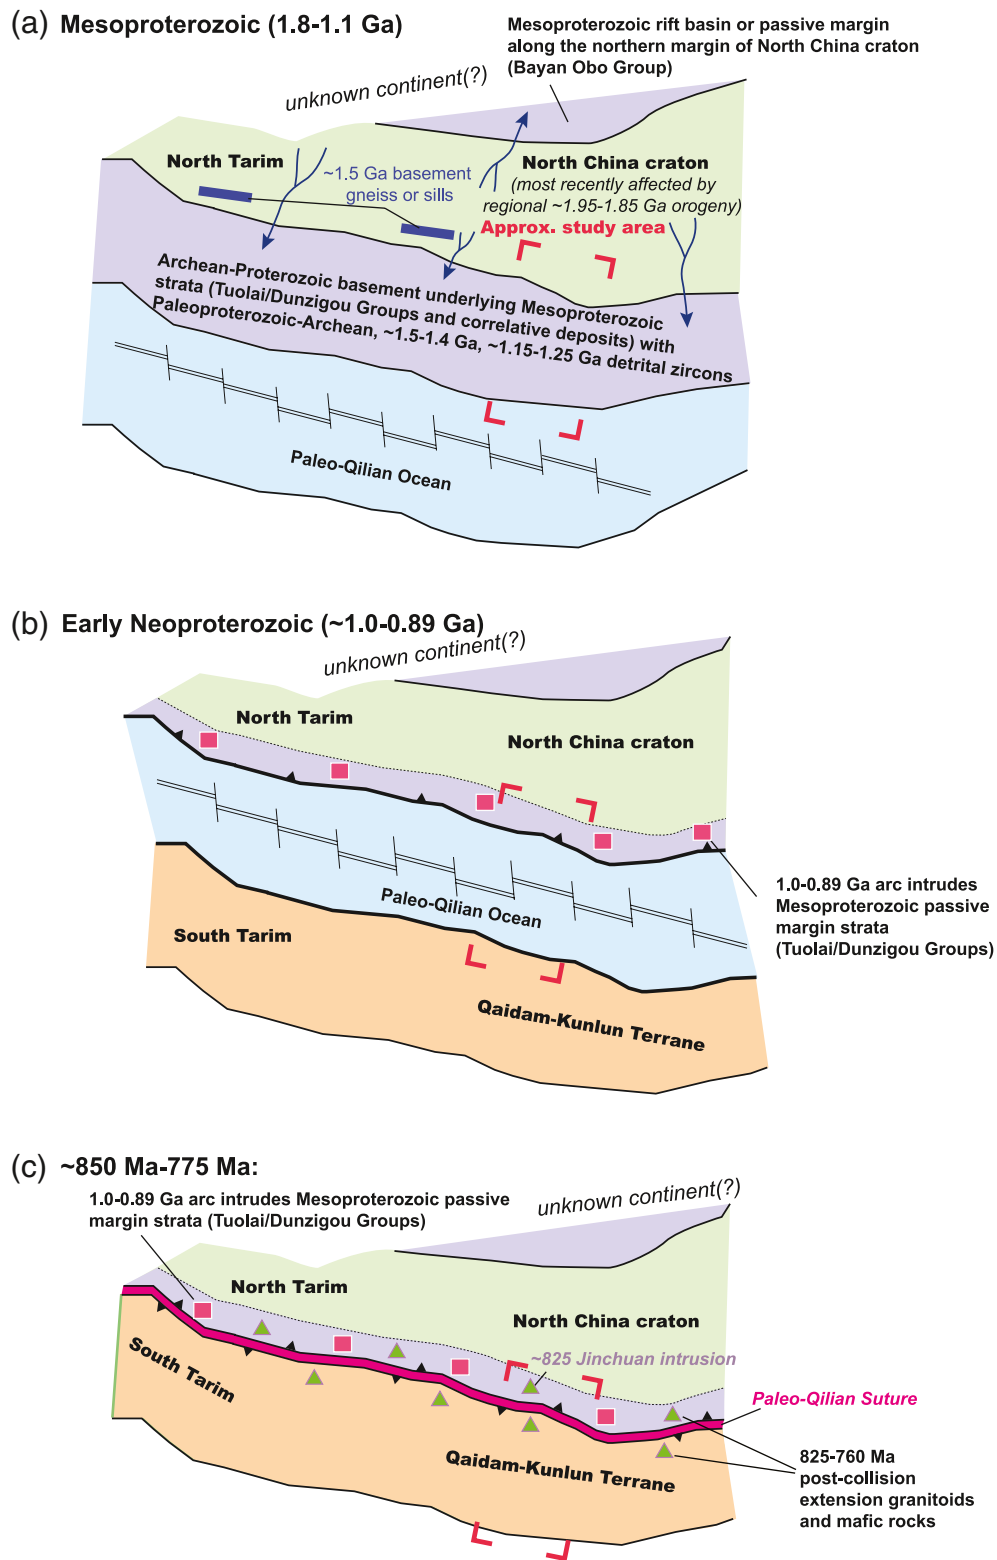 (a) Mesoproterozoic (1.8-1.1 Ga)
Mesoproterozoic rift basin or passive margin
along the northern margin of North China craton
(Bayan Obo Group)
unknown continent(?)
North Tarim
~1.5 Ga basement
gneiss or sills
North China craton
(most recently affected by
regional ~1.95-1.85 Ga orogeny)
Approx. study area
Archean-Proterozoic basement underlying Mesoproterozoic
strata (Tuolai/Dunzigou Groups and correlative deposits) with
Paleoproterozoic-Archean, ~1.5-1.4 Ga, ~1.15-1.25 Ga detrital zircons
Paleo-Qilian Ocean
(b) Early Neoproterozoic (~1.0-0.89 Ga)
unknown continent(?)
North Tarim
North China craton
1.0-0.89 Ga arc intrudes
Mesoproterozoic passive
margin strata
(Tuolai/Dunzigou Groups)
Paleo-Qilian Ocean
South Tarim
Qaidam-Kunlun Terrane
(c) ~850 Ma-775 Ma:
1.0-0.89 Ga arc intrudes Mesoproterozoic passive
margin strata (Tuolai/Dunzigou Groups)
unknown continent(?)
North Tarim
North China craton
~825 Jinchuan intrusion
South Tarim
Paleo-Qilian Suture
Qaidam-Kunlun Terrane
825-760 Ma
post-collision
extension granitoids
and mafic rocks